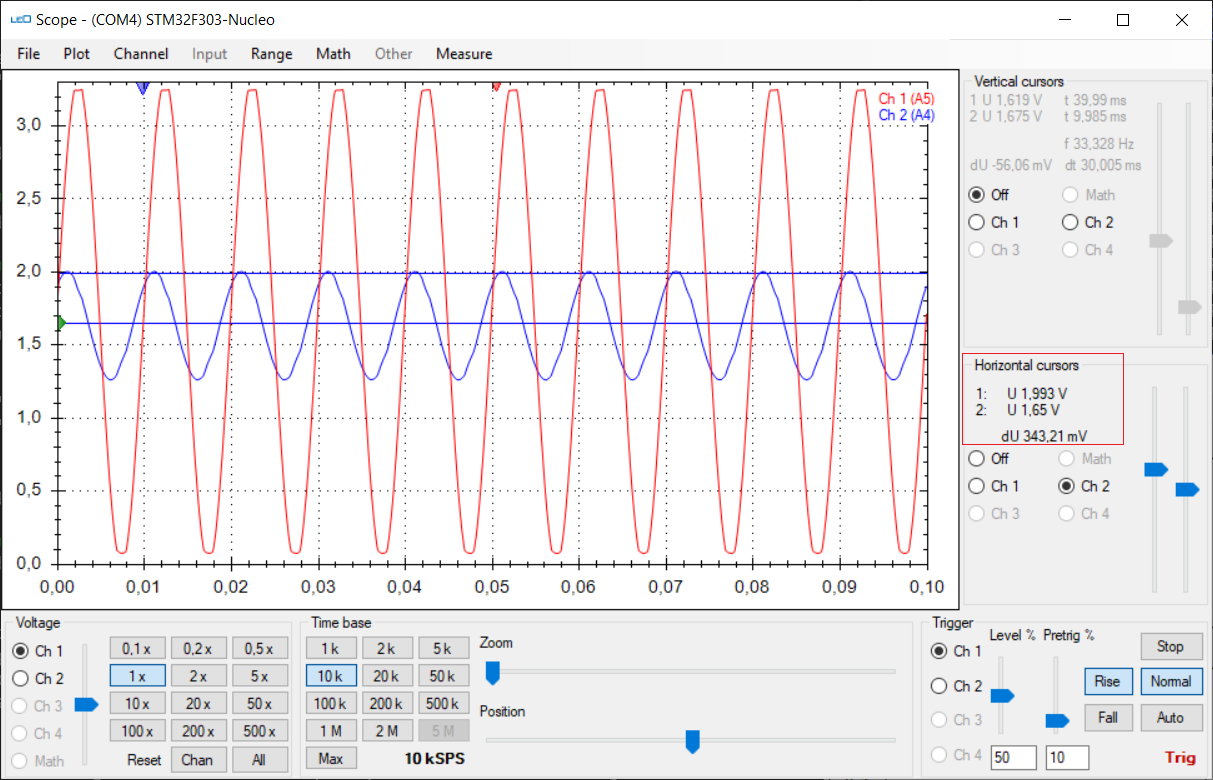 LEO Scope - (COM4) STM32F303-Nucleo
File Plot Channel Input Range Math Other Measure
Ch 1 (A5)
Ch 2 (A4)
3,0
2,5
2,0
1,5
1,0
0,5
0,0
0,00 0,01 0,02 0,03 0,04 0,05 0,06 0,07 0,08 0,09 0,10
Vertical cursors
1 U 1,619 V t 39,99 ms
2 U 1,675 V t 9,985 ms
f 33,328 Hz
dU -56,06 mV dt 30,005 ms
Off Math
Ch 1 Ch 2
Ch 3 Ch 4
Horizontal cursors
1: U 1,993 V
2: U 1,65 V
dU 343,21 mV
Off Math
Ch 1 Ch 2
Ch 3 Ch 4
Voltage
Ch 1 0,1 x 0,2 x 0,5 x
Ch 2 1 x 2 x 5 x
Ch 3 10 x 20 x 50 x
Ch 4 100 x 200 x 500 x
Math Reset Chan All
Time base
1 k 2 k 5 k
10 k 20 k 50 k
100 k 200 k 500 k
1 M 2 M 5 M
Max 10 kSPS
Zoom
Position
Trigger
Level % Pretrig %
Ch 1 Stop
Ch 2 Rise Normal
Ch 3 Fall Auto
Ch 4 50 10 Trig